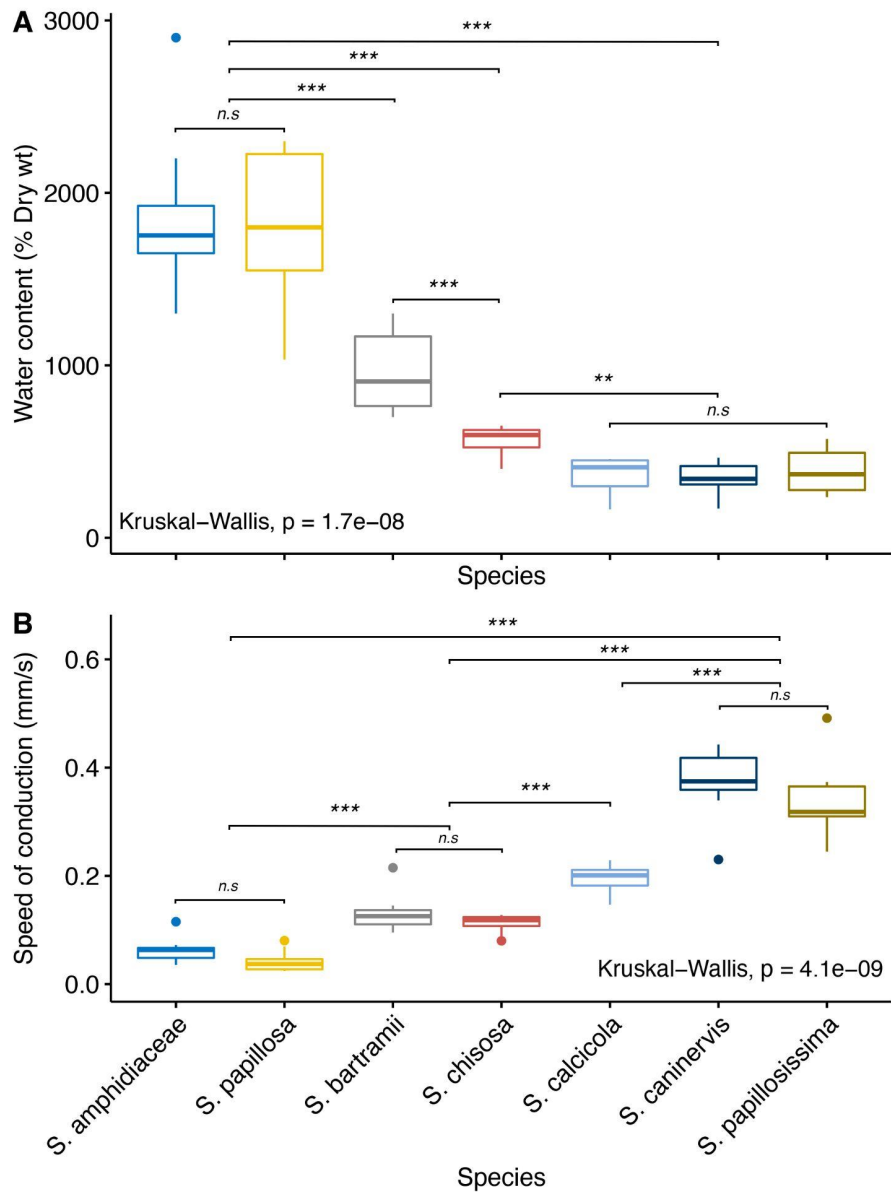 A
3000
***
***
***
n.s
2000
***
1000
**
n.s
0
Water content (% Dry wt)
Kruskal−Wallis, p = 1.7e−08
Species
B
***
0.6
***
***
n.s
0.4
***
***
n.s
0.2
n.s
0.0
Speed of conduction (mm/s)
Kruskal−Wallis, p = 4.1e−09
S. amphidiaceae
S. papillosa
S. bartramii
S. chisosa
S. calcicola
S. caninervis
S. papillosissima
Species